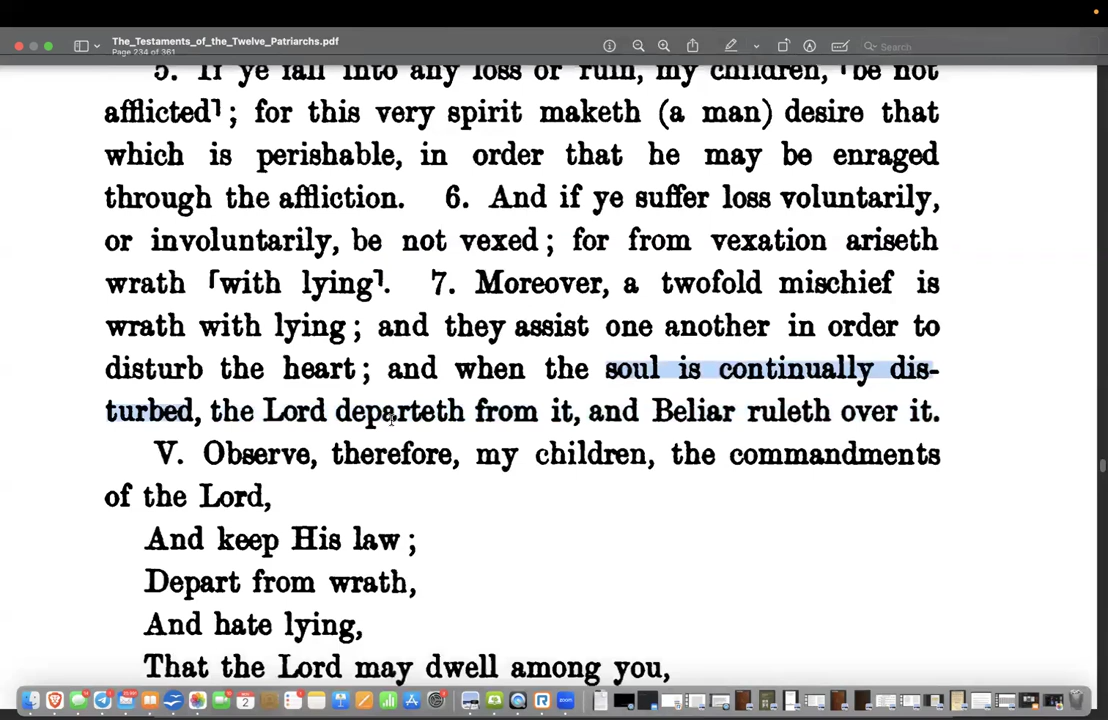 The_Testaments_of_the_Twelve_Patriarchs.pdf
Page 234 of 361
Search
5. If ye fall into any loss or ruin, my children, ⌜be not
afflicted⌝; for this very spirit maketh (a man) desire that
which is perishable, in order that he may be enraged
through the affliction. 6. And if ye suffer loss voluntarily,
or involuntarily, be not vexed; for from vexation ariseth
wrath ⌜with lying⌝. 7. Moreover, a twofold mischief is
wrath with lying; and they assist one another in order to
disturb the heart; and when the soul is continually dis-
turbed, the Lord departeth from it, and Beliar ruleth over it.
V. Observe, therefore, my children, the commandments
of the Lord,
And keep His law;
Depart from wrath,
And hate lying,
That the Lord may dwell among you,